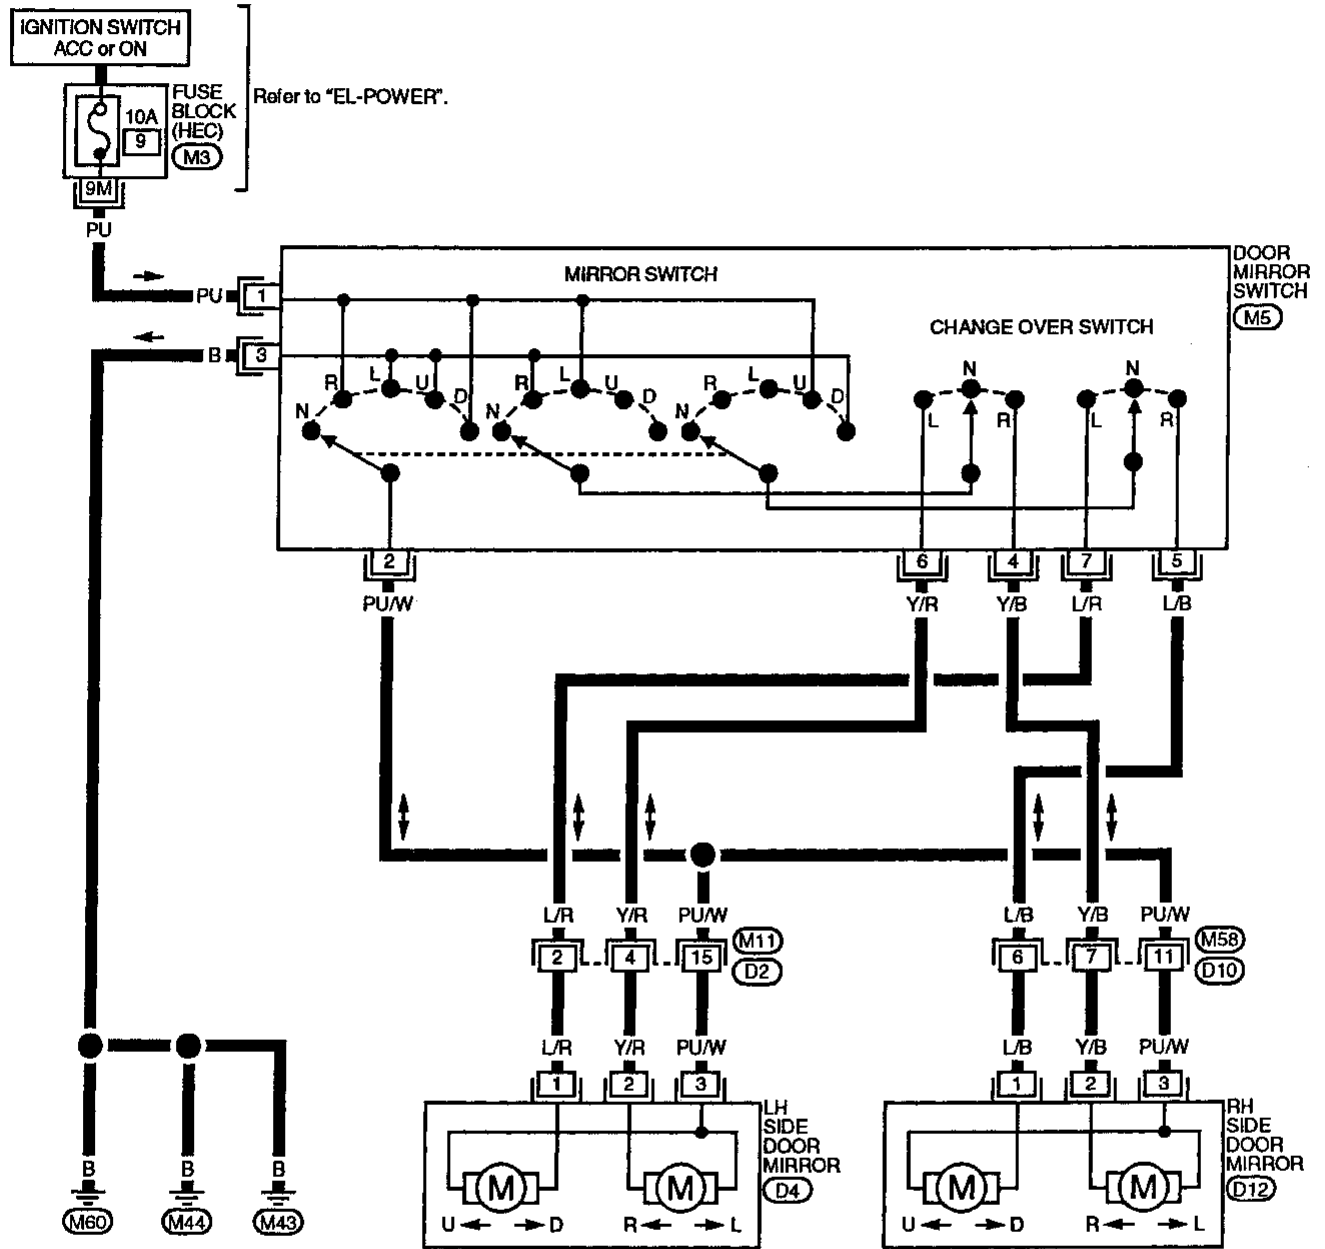 IGNITION SWITCH
ACC or ON
FUSE
BLOCK
(HEC)
M3
10A
9
Refer to "EL-POWER".
9M
PU
DOOR
MIRROR
SWITCH
M5
MIRROR SWITCH
CHANGE OVER SWITCH
PU 1
B 3
N R L U D
N R L U D
N R L U D
L N R
L N R
2 6 4 7 5
PU/W Y/R Y/B L/R L/B
L/R Y/R PU/W L/B Y/B PU/W
2 4 15 M11 D2
6 7 11 M58 D10
L/R Y/R PU/W L/B Y/B PU/W
1 2 3 1 2 3
LH
SIDE
DOOR
MIRROR
D4
RH
SIDE
DOOR
MIRROR
D12
M M M M
U D R L U D R L
B B B
M60 M44 M43